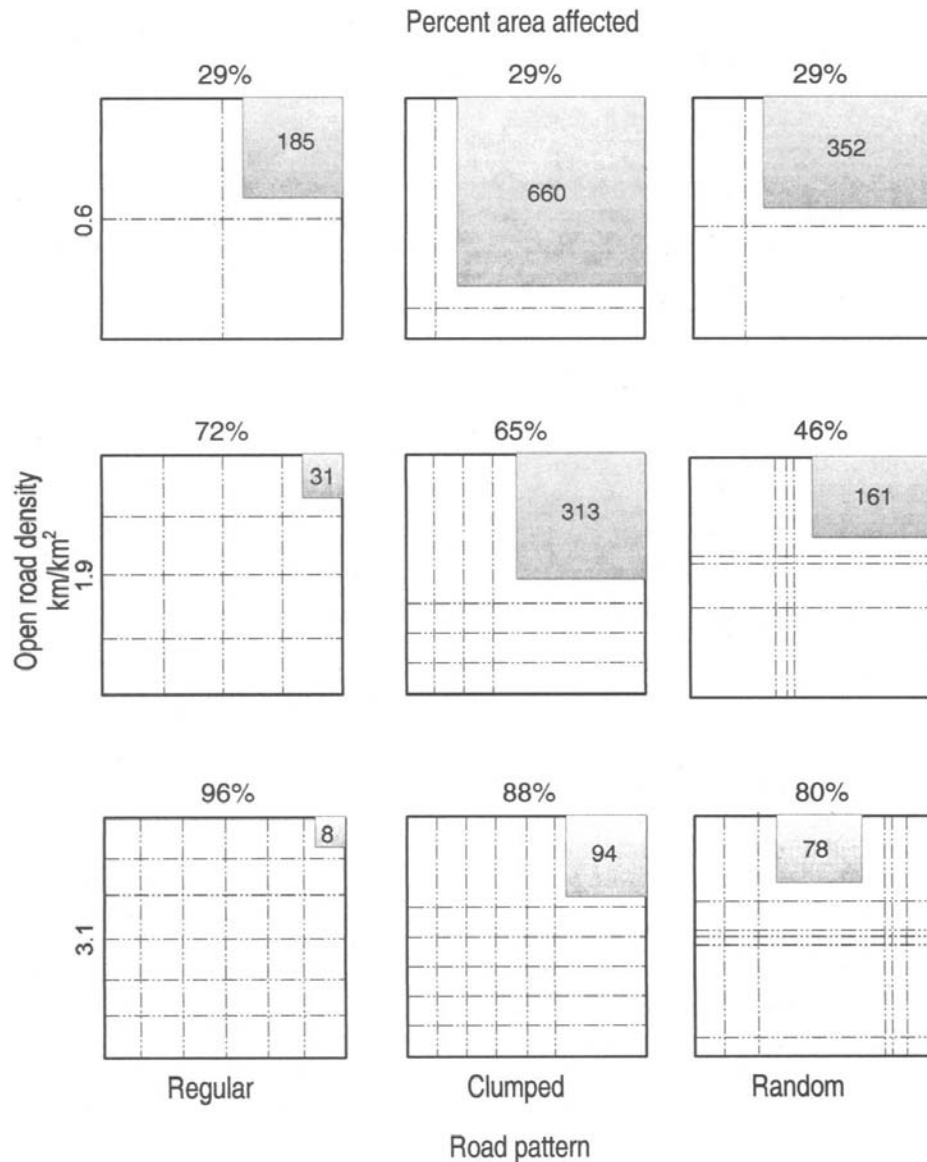 Percent area affected
29% 29% 29%
185 660 352
0.6
72% 65% 46%
31 313 161
Open road density
km/km²
1.9
96% 88% 80%
8 94 78
3.1
Regular Clumped Random
Road pattern